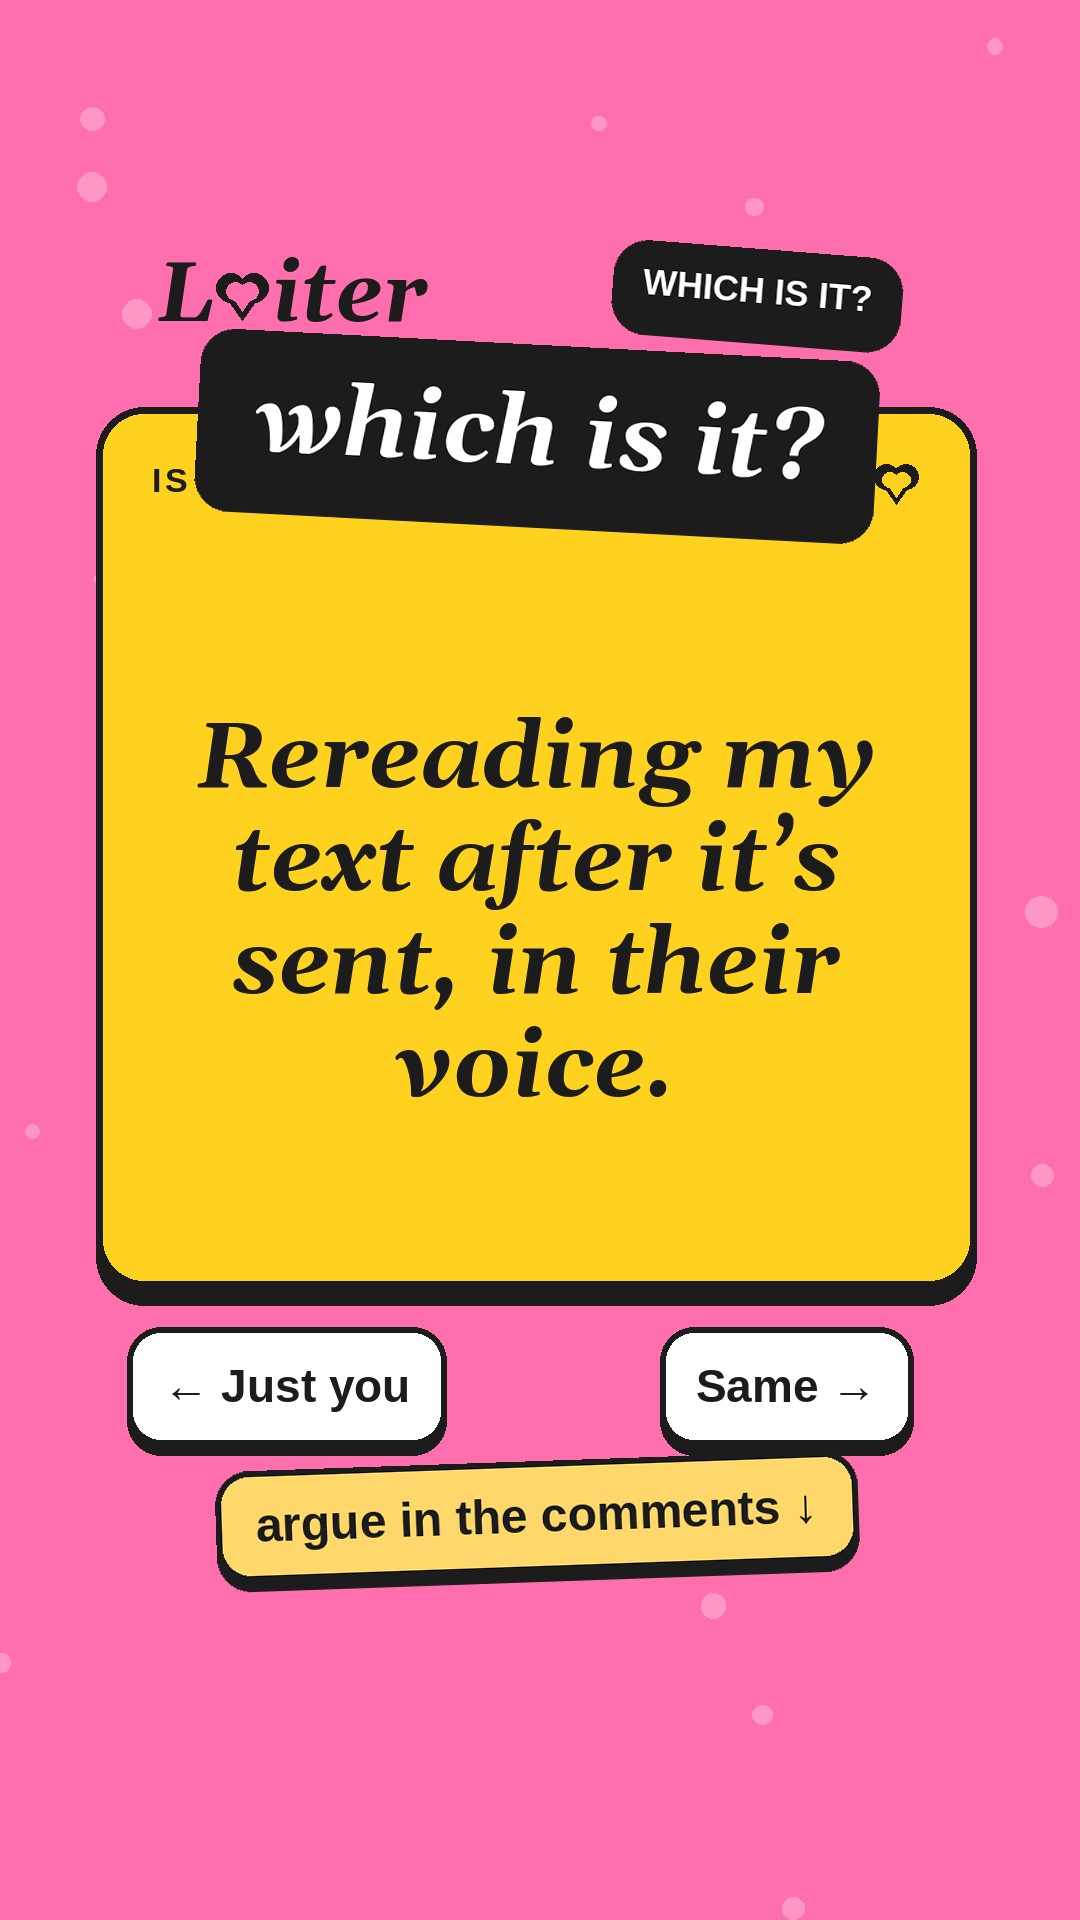 Loiter
WHICH IS IT?
which is it?
IS
Rereading my
text after it’s
sent, in their
voice.
← Just you
Same →
argue in the comments ↓